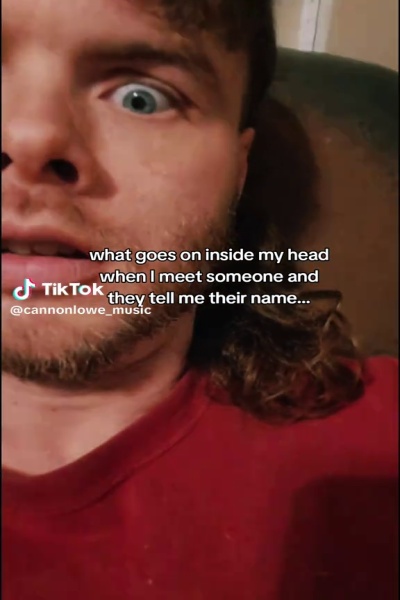 what goes on inside my head
when I meet someone and
they tell me their name...
TikTok
@cannonlowe_music